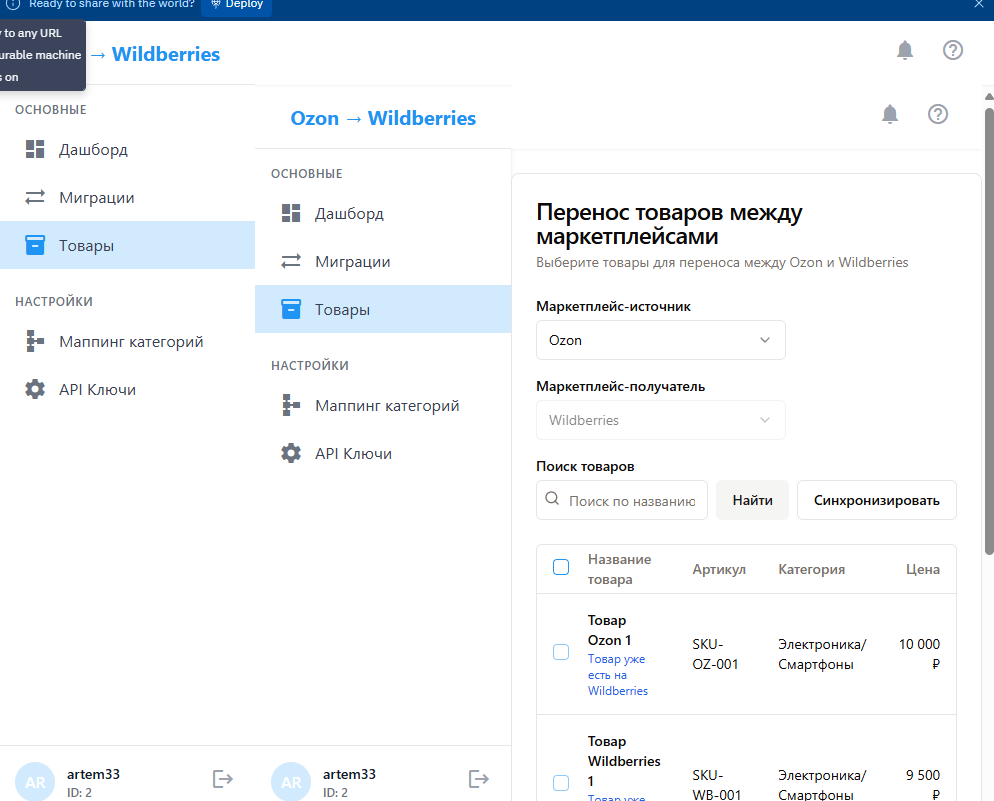 Ready to share with the world?
Deploy
to any URL
machine
on
→ Wildberries
ОСНОВНЫЕ
Дашборд
Миграции
Товары
НАСТРОЙКИ
Маппинг категорий
API Ключи
AR
artem33
ID: 2
Ozon → Wildberries
ОСНОВНЫЕ
Дашборд
Миграции
Товары
НАСТРОЙКИ
Маппинг категорий
API Ключи
AR
artem33
ID: 2
Перенос товаров между
маркетплейсами
Выберите товары для переноса между Ozon и Wildberries
Маркетплейс-источник
Ozon
Маркетплейс-получатель
Wildberries
Поиск товаров
Поиск по названию
Найти
Синхронизировать
Название
товара
Артикул
Категория
Цена
Товар
Ozon 1
Товар уже
есть на
Wildberries
SKU-
OZ-001
Электроника/
Смартфоны
10 000
₽
Товар
Wildberries
1
Товар уже
SKU-
WB-001
Электроника/
Смартфоны
9 500
₽